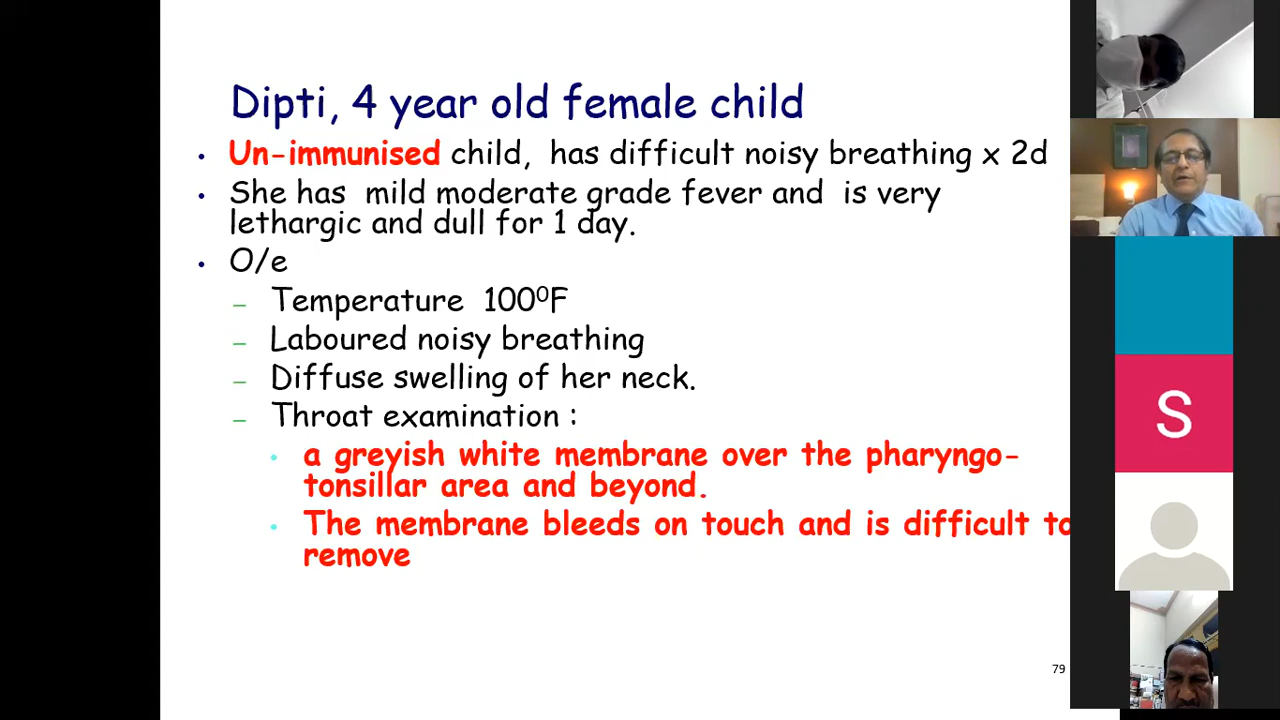 Dipti, 4 year old female child
• Un-immunised child, has difficult noisy breathing x 2d
• She has mild moderate grade fever and is very
lethargic and dull for 1 day.
• O/e
– Temperature 100⁰F
– Laboured noisy breathing
– Diffuse swelling of her neck.
– Throat examination :
• a greyish white membrane over the pharyngo-
tonsillar area and beyond.
• The membrane bleeds on touch and is difficult to
remove
79
S